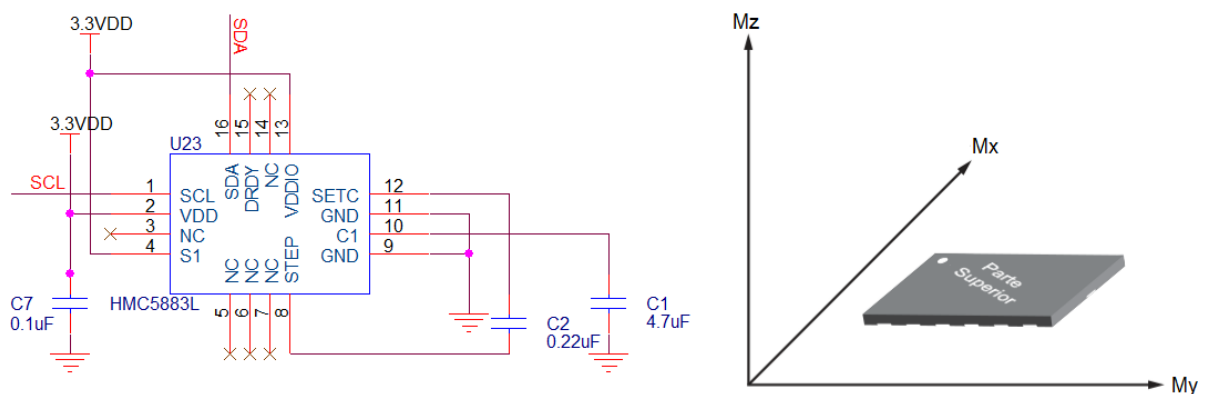 3.3VDD
SDA
3.3VDD
U23
16
15
14
13
SDA
DRDY
NC
VDDIO
SCL
1
2
3
4
SCL
VDD
NC
S1
SETC
GND
C1
GND
12
11
10
9
NC
NC
NC
STEP
HMC5883L
5
6
7
8
C7
0.1uF
C2
0.22uF
C1
4.7uF
Mz
Mx
Parte
Superior
My